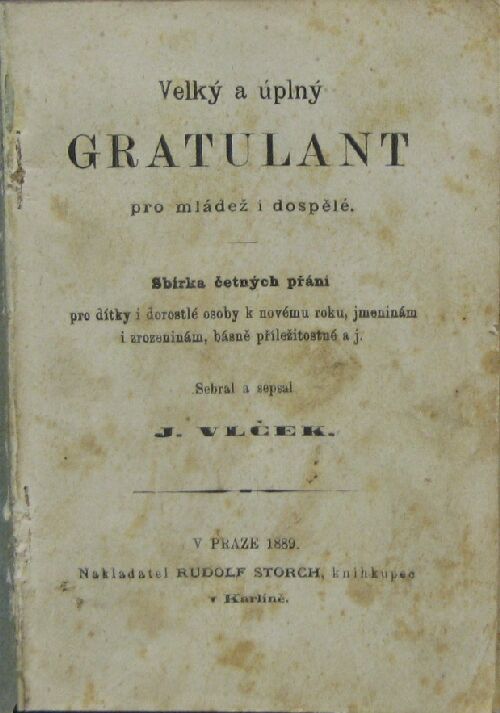 Velký a úplný
GRATULANT
pro mládež i dospělé.
Sbírka četných přání
pro dítky i dorostlé osoby k novému roku, jmeninám
i zrozeninám, básně příležitostné a j.
Sebral a sepsal
J. VLČEK.
V PRAZE 1889.
Nakladatel RUDOLF STORCH, knihkupec
v Karlíně.